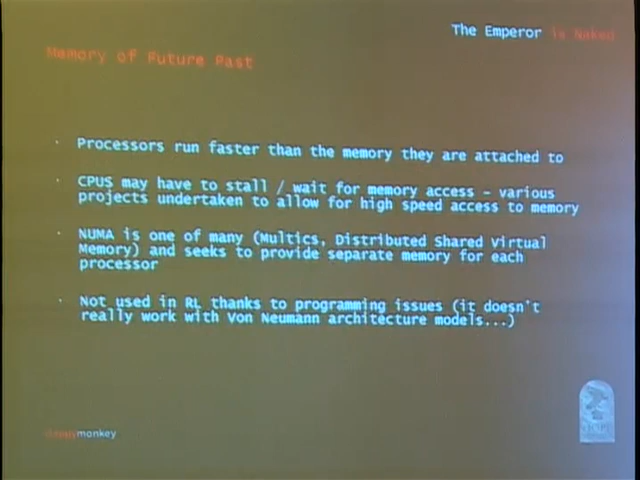 The Emperor is Naked
Memory of Future Past
· Processors run faster than the memory they are attached to
· CPUS may have to stall / wait for memory access – various
projects undertaken to allow for high speed access to memory
· NUMA is one of many (Multics, Distributed Shared Virtual
Memory) and seeks to provide separate memory for each
processor
· Not used in RL thanks to programming issues (it doesn't
really work with Von Neumann architecture models...)
monkey